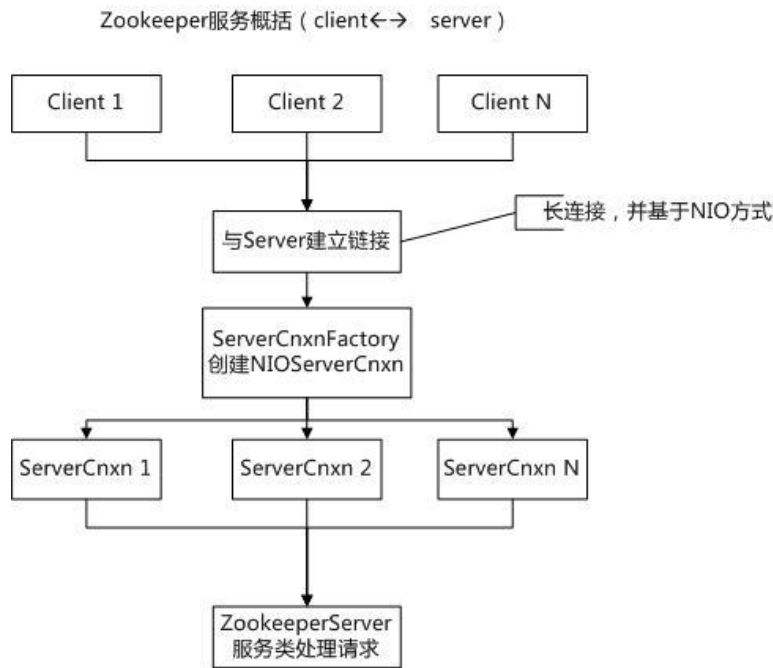 Zookeeper服务概括（client←→ server）
Client 1
Client 2
Client N
与Server建立链接
长连接，并基于NIO方式
ServerCnxnFactory
创建NIOServerCnxn
ServerCnxn 1
ServerCnxn 2
ServerCnxn N
ZookeeperServer
服务类处理请求